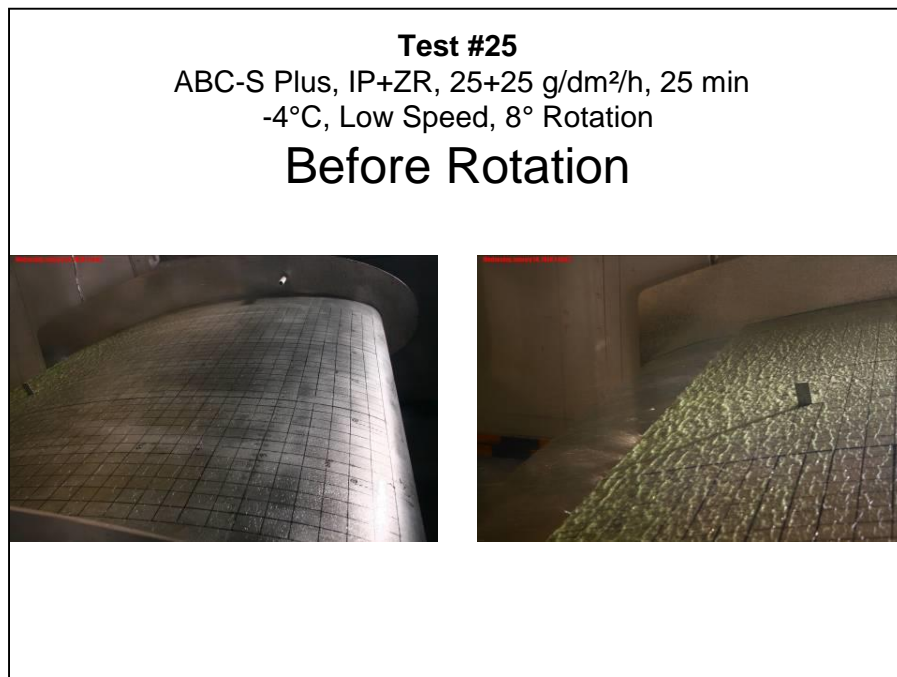 Test #25
ABC-S Plus, IP+ZR, 25+25 g/dm²/h, 25 min
-4°C, Low Speed, 8° Rotation
Before Rotation